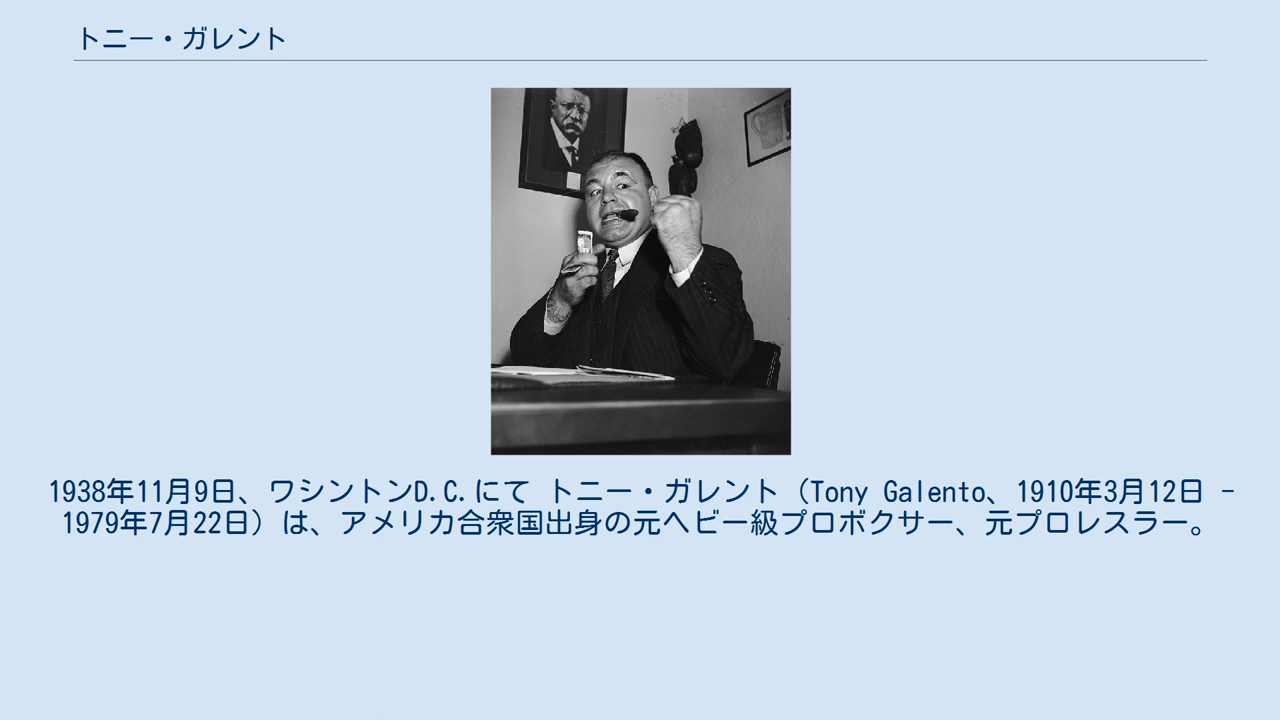 トニー・ガレント
1938年11月9日、ワシントンD.C.にて トニー・ガレント（Tony Galento、1910年3月12日 -
1979年7月22日）は、アメリカ合衆国出身の元ヘビー級プロボクサー、元プロレスラー。